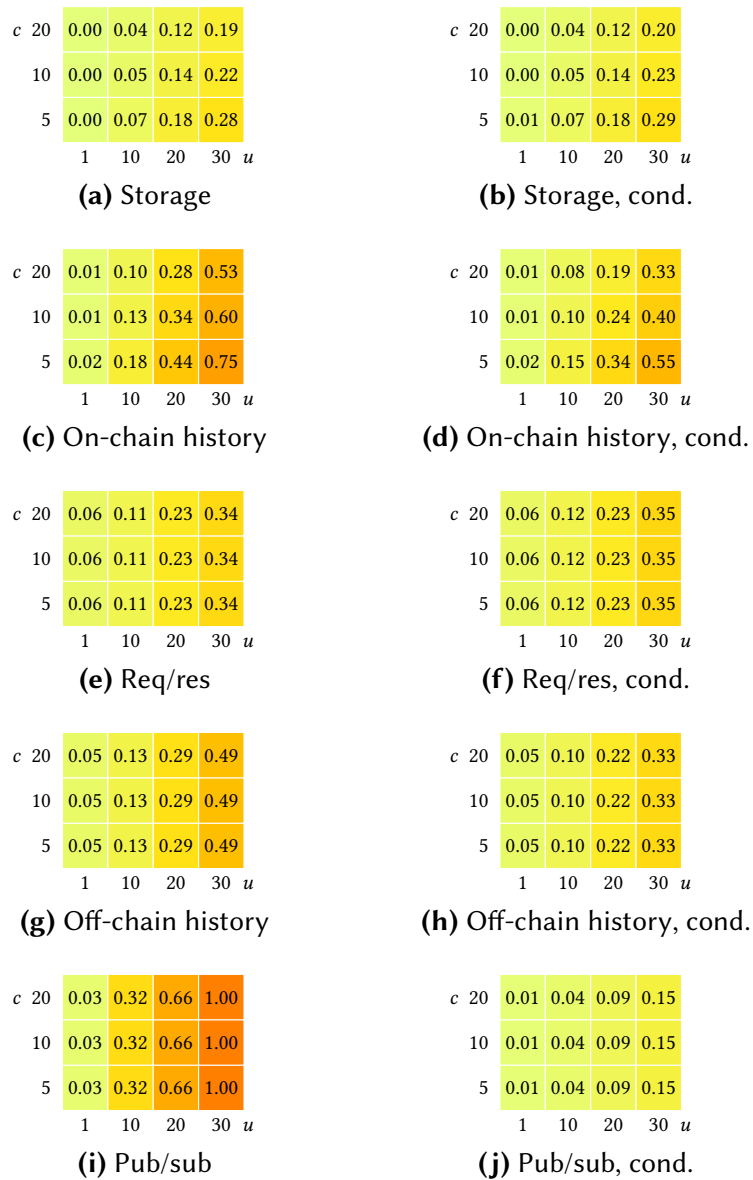 c 20 0.00 0.04 0.12 0.19
10 0.00 0.05 0.14 0.22
5 0.00 0.07 0.18 0.28
1 10 20 30 u
(a) Storage
c 20 0.00 0.04 0.12 0.20
10 0.00 0.05 0.14 0.23
5 0.01 0.07 0.18 0.29
1 10 20 30 u
(b) Storage, cond.
c 20 0.01 0.10 0.28 0.53
10 0.01 0.13 0.34 0.60
5 0.02 0.18 0.44 0.75
1 10 20 30 u
(c) On-chain history
c 20 0.01 0.08 0.19 0.33
10 0.01 0.10 0.24 0.40
5 0.02 0.15 0.34 0.55
1 10 20 30 u
(d) On-chain history, cond.
c 20 0.06 0.11 0.23 0.34
10 0.06 0.11 0.23 0.34
5 0.06 0.11 0.23 0.34
1 10 20 30 u
(e) Req/res
c 20 0.06 0.12 0.23 0.35
10 0.06 0.12 0.23 0.35
5 0.06 0.12 0.23 0.35
1 10 20 30 u
(f) Req/res, cond.
c 20 0.05 0.13 0.29 0.49
10 0.05 0.13 0.29 0.49
5 0.05 0.13 0.29 0.49
1 10 20 30 u
(g) Off-chain history
c 20 0.05 0.10 0.22 0.33
10 0.05 0.10 0.22 0.33
5 0.05 0.10 0.22 0.33
1 10 20 30 u
(h) Off-chain history, cond.
c 20 0.03 0.32 0.66 1.00
10 0.03 0.32 0.66 1.00
5 0.03 0.32 0.66 1.00
1 10 20 30 u
(i) Pub/sub
c 20 0.01 0.04 0.09 0.15
10 0.01 0.04 0.09 0.15
5 0.01 0.04 0.09 0.15
1 10 20 30 u
(j) Pub/sub, cond.